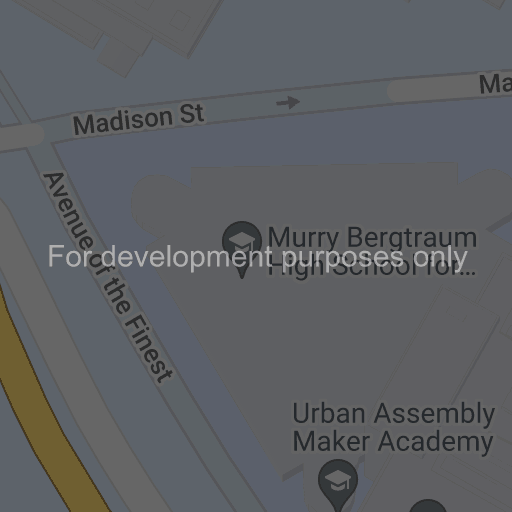 Ma
Madison St
Avenue of the Finest
Murry Bergtraum
High School for...
For development purposes only
Urban Assembly
Maker Academy